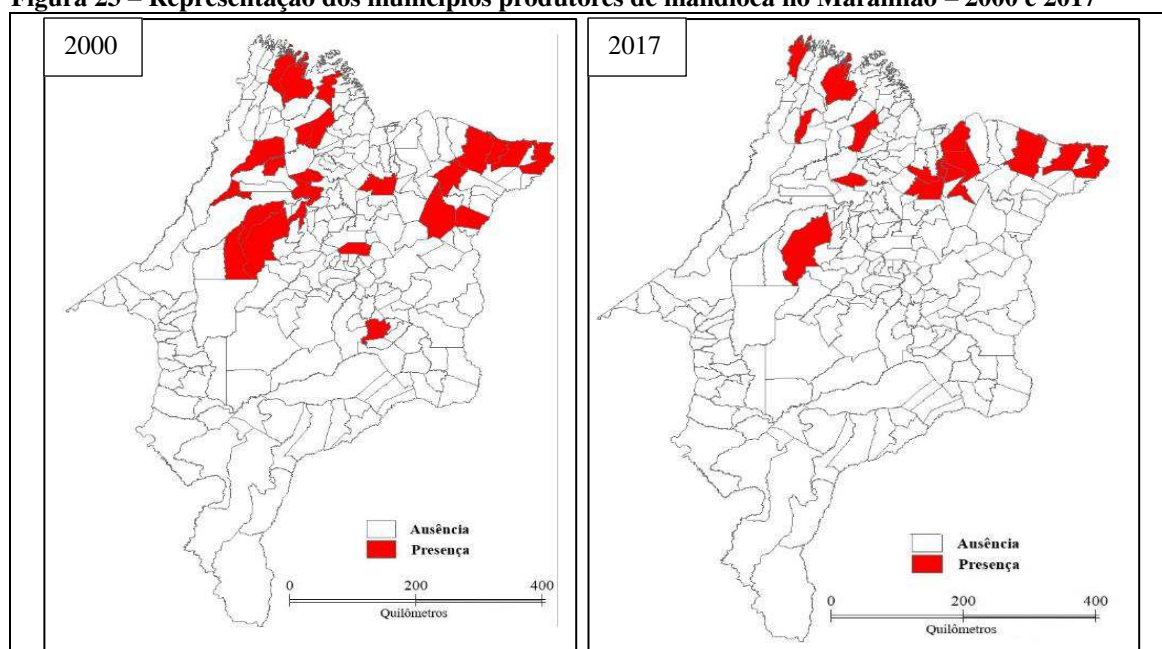 Figura 25 – Representação dos municípios produtores de mandioca no Maranhão – 2000 e 2017
2000
Ausência
Presença
0 200 400
Quilômetros
2017
Ausência
Presença
0 200 400
Quilômetros